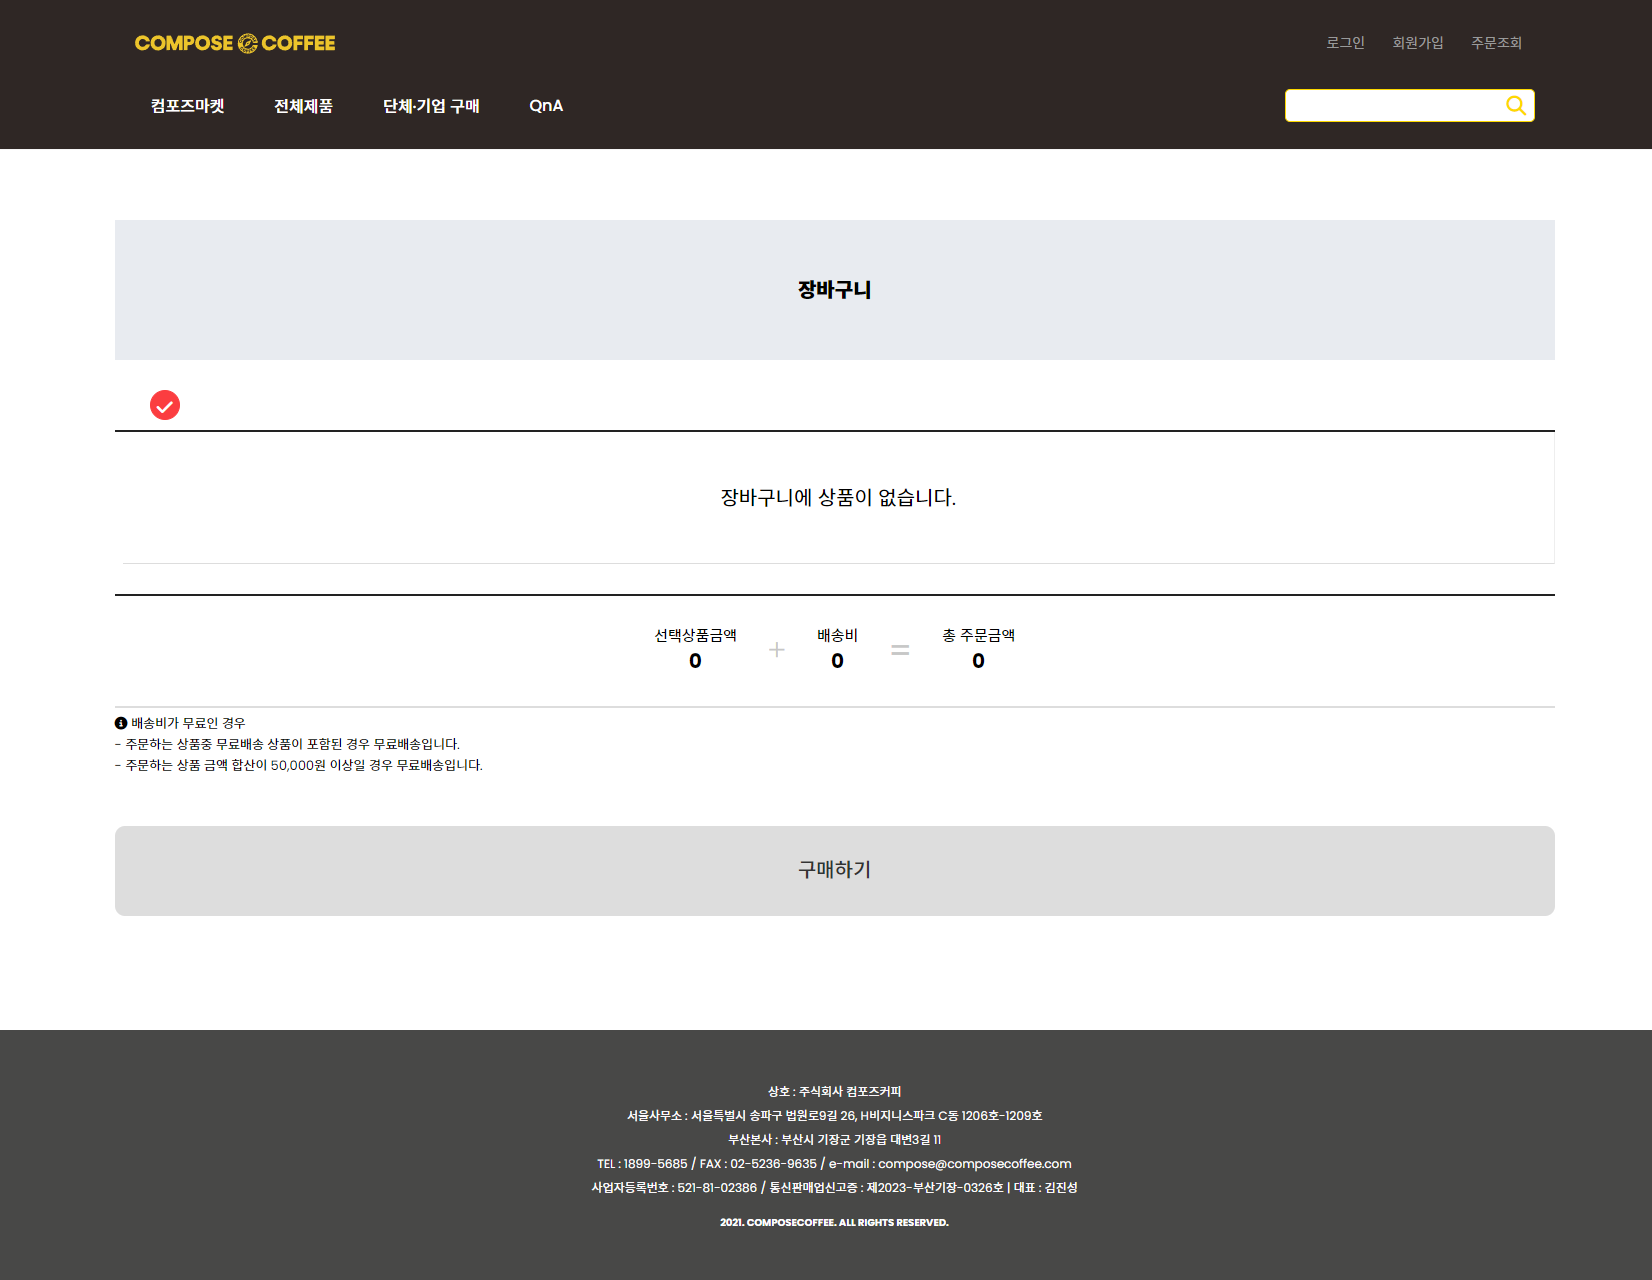 COMPOSE COFFEE
로그인 회원가입 주문조회
컴포즈마켓 전체제품 단체·기업 구매 QnA
장바구니
장바구니에 상품이 없습니다.
선택상품금액 + 배송비 = 총 주문금액
0 0 0
배송비가 무료인 경우
- 주문하는 상품중 무료배송 상품이 포함된 경우 무료배송입니다.
- 주문하는 상품 금액 합산이 50,000원 이상일 경우 무료배송입니다.
구매하기
상호 : 주식회사 컴포즈커피
서울사무소 : 서울특별시 송파구 법원로9길 26, H비지니스파크 C동 1206호-1209호
부산본사 : 부산시 기장군 기장읍 대변3길 11
TEL : 1899-5685 / FAX : 02-5236-9635 / e-mail : compose@composecoffee.com
사업자등록번호 : 521-81-02386 / 통신판매업신고증 : 제2023-부산기장-0326호 | 대표 : 김진성
2021. COMPOSECOFFEE. ALL RIGHTS RESERVED.